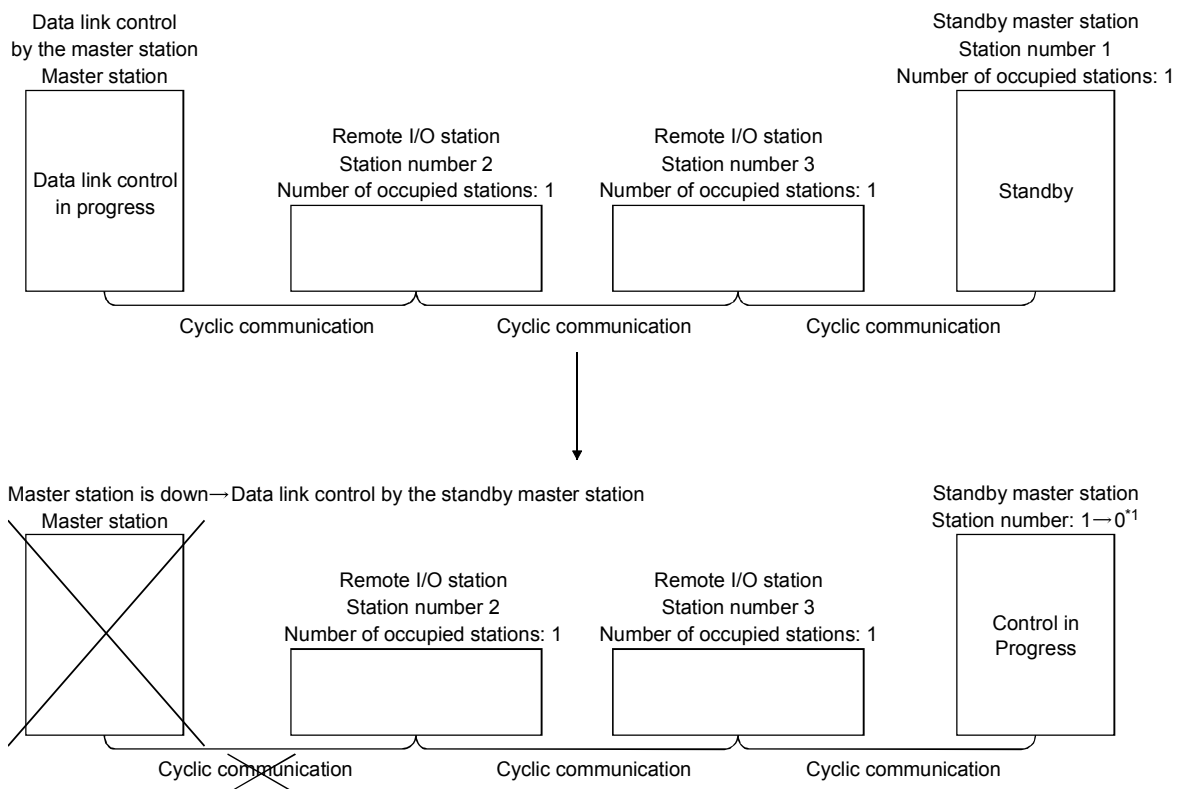 Data link control
by the master station
Master station
Data link control
in progress
Remote I/O station
Station number 2
Number of occupied stations: 1
Remote I/O station
Station number 3
Number of occupied stations: 1
Standby master station
Station number 1
Number of occupied stations: 1
Standby
Cyclic communication
Cyclic communication
Cyclic communication
Master station is down→Data link control by the standby master station
Master station
Remote I/O station
Station number 2
Number of occupied stations: 1
Remote I/O station
Station number 3
Number of occupied stations: 1
Standby master station
Station number: 1→0*1
Control in
Progress
Cyclic communication
Cyclic communication
Cyclic communication